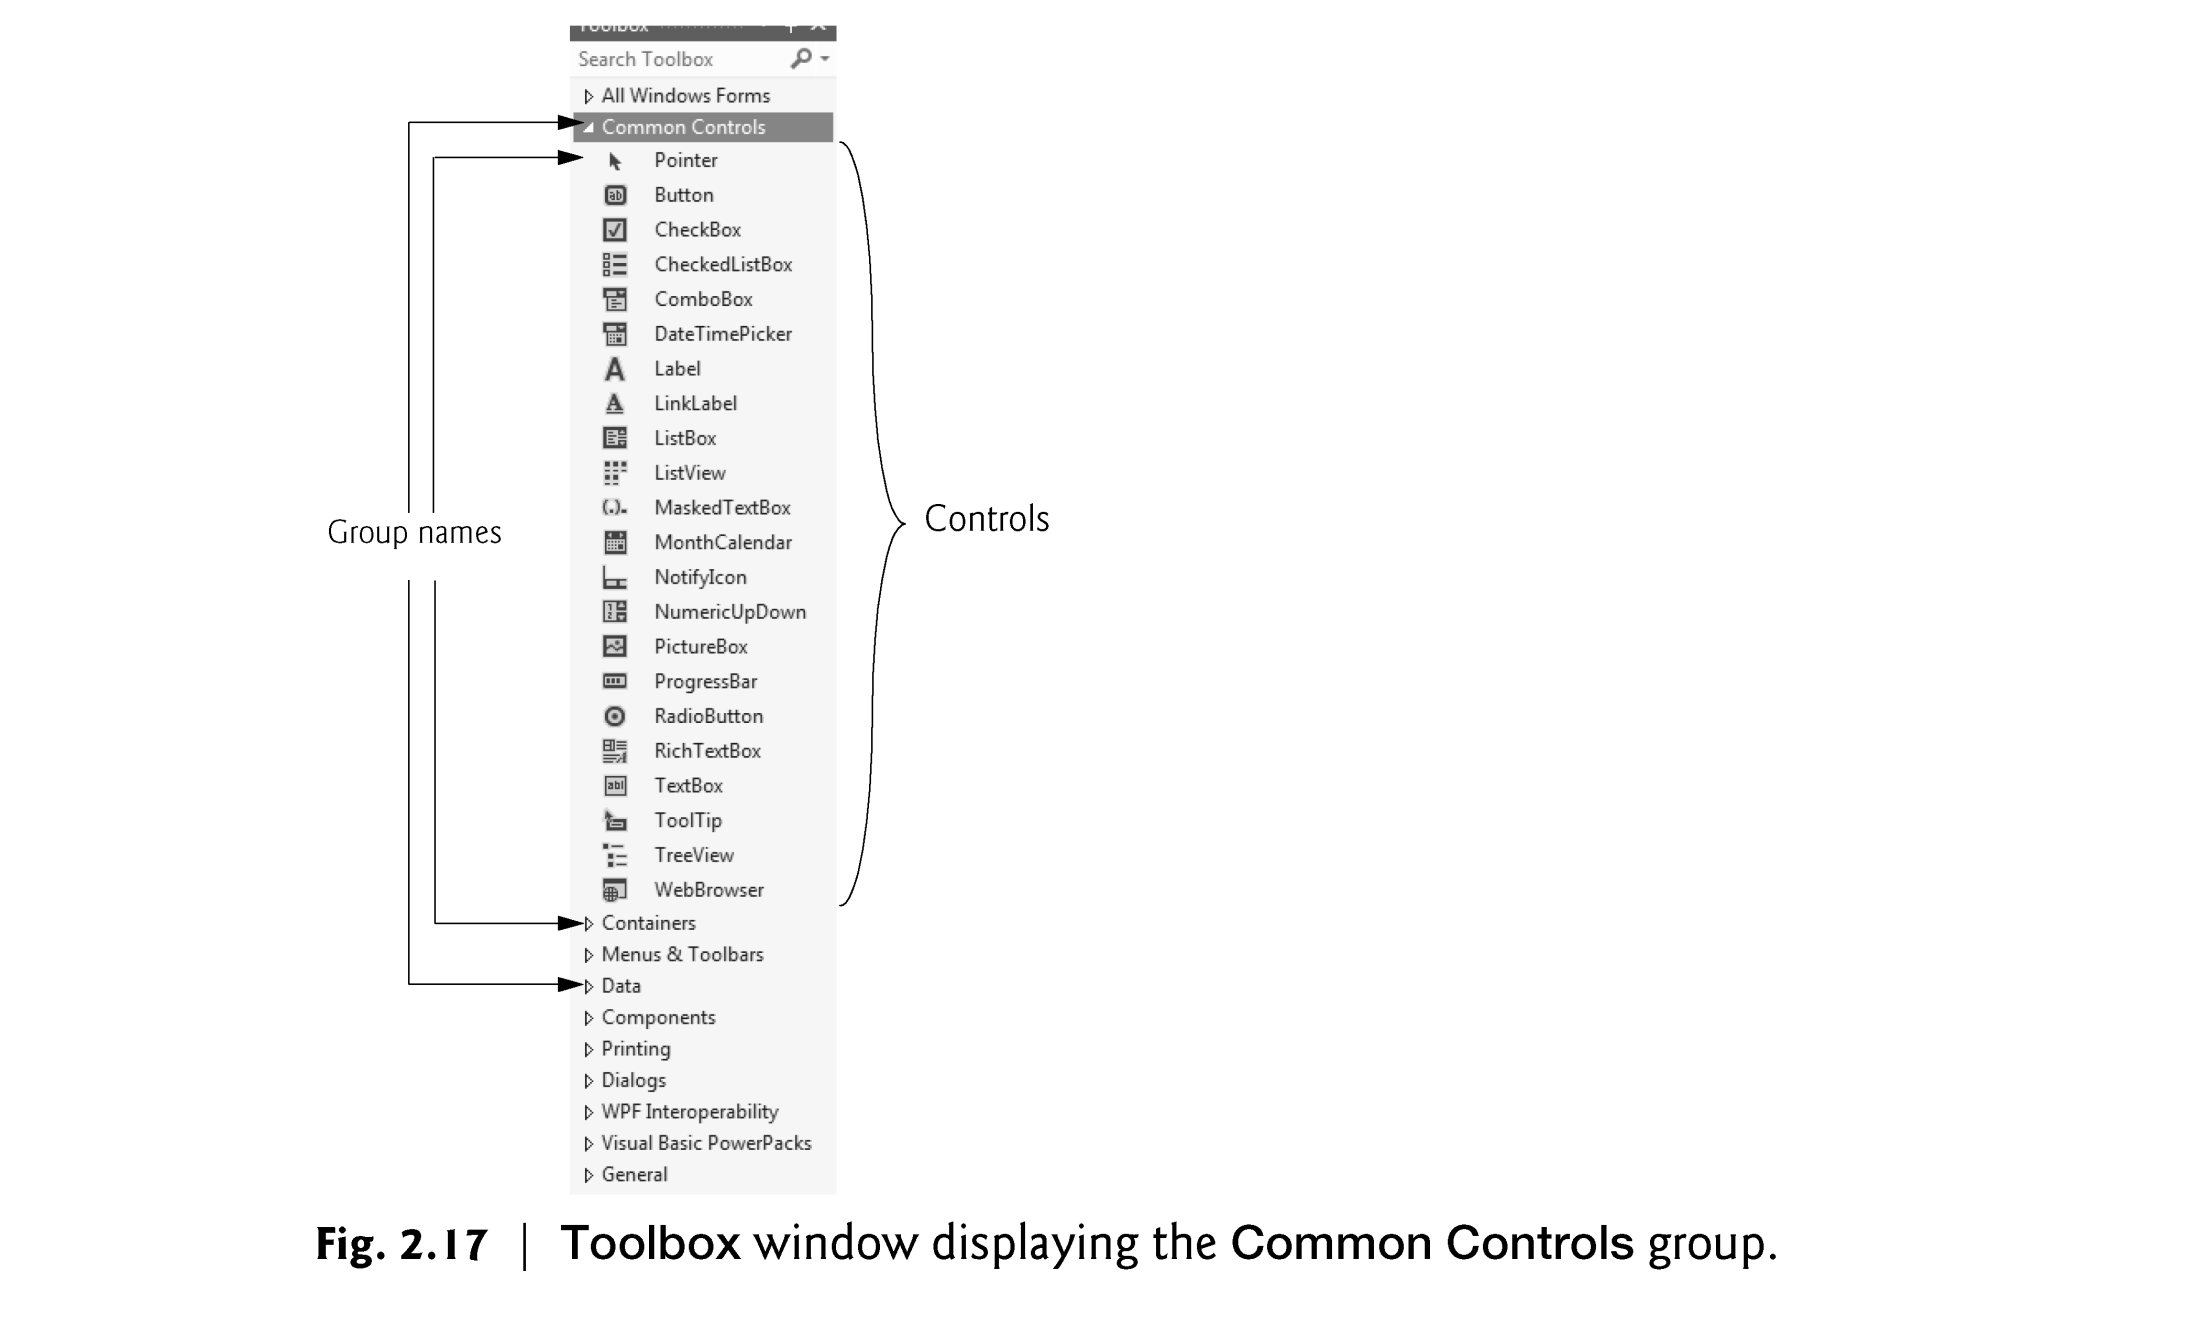 Toolbox
Search Toolbox
All Windows Forms
Common Controls
Pointer
Button
CheckBox
CheckedListBox
ComboBox
DateTimePicker
Label
LinkLabel
ListBox
ListView
MaskedTextBox
MonthCalendar
NotifyIcon
NumericUpDown
PictureBox
ProgressBar
RadioButton
RichTextBox
TextBox
ToolTip
TreeView
WebBrowser
Containers
Menus & Toolbars
Data
Components
Printing
Dialogs
WPF Interoperability
Visual Basic PowerPacks
General
Group names
Controls
Fig. 2.17 | Toolbox window displaying the Common Controls group.